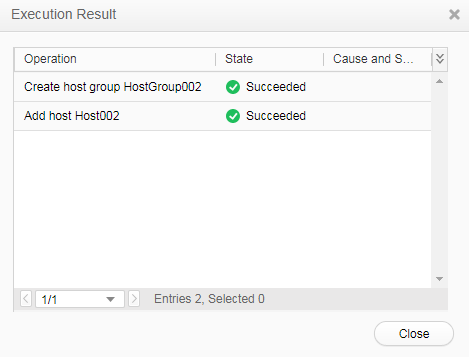 Execution Result
Operation State Cause and S...
Create host group HostGroup002 Succeeded
Add host Host002 Succeeded
1/1 Entries 2, Selected 0
Close